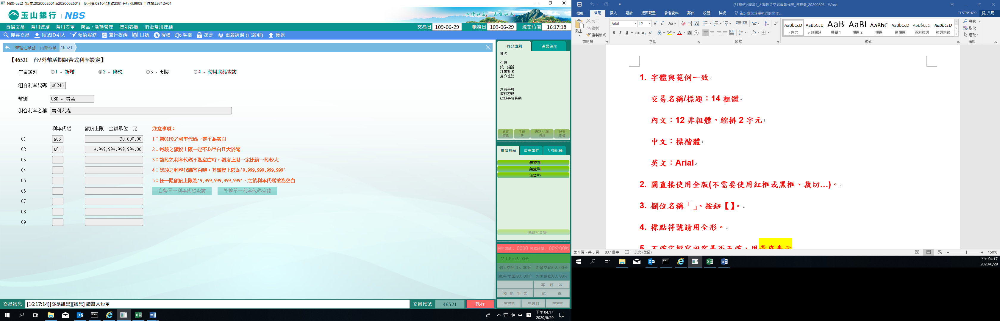 NBS-uat2 (版本:2020062601.b2020062601) 使用者:08104(測試239) 分行別:9908 工作站:L9712A04
玉山銀行 | NBS
心清如玉。義重如山。
自選交易 常用連結 常用表單 商品 / 活動管理 智能客服 消金常用連結
交易日 109-06-29 帳務日 109-06-29 現在時間 16:17:18
搜尋交易 帳號ID引入 預約服務 蒞行提醒 日誌 授權 廣播 鎖定 重啟週邊 (已啟動) 簽退
管理性業務 內部作業 46521
【46521 台/外幣活期組合式利率設定】
作業類別 1 - 新增 2 - 修改 3 - 刪除 4 - 使用狀態查詢
組合利率代碼 00246
幣別 USD - 美金
組合利率名稱 美利人森
利率代碼 額度上限 金額單位：元 注意事項：
01 A03 30,000.00 1：第01段之利率代碼一定不為空白
02 A01 9,999,999,999,999.00 2：每段之額度上限一定不為空白且大於零
03 3：該段之利率代碼不為空白時，額度上限一定比前一段較大
04 4：該段之利率代碼空白時，其額度上限為'9,999,999,999,999'
05 5：任一段額度上限為'9,999,999,999,999'，之後利率代碼需為空白
06 台幣單一利率代碼查詢 外幣單一利率代碼查詢
07
08
09
交易訊息 [16:17:14][交易訊息][訊息] 請放入短單 交易代號 46521 執行
身分識別 產品往來
姓名
生日
統一編號
理專姓名
身分註記
注意事項
簡訊密碼
近期事故異動
顧客資訊 手續費 通路/共同行銷 顧客影像
推薦商品 重要事件 互動記錄
無資料
無資料
無資料
一般轉介登錄
服務號碼： 0000 等候時間： 00分00秒
V I P:0人 00分
個人交易:0人 00分 企業交易:0人 00分
開戶/申請:0人 00分 外匯業務:0人 00分
再 呼 叫
預 約 叫 號 結 束
無資料 無資料 無資料
中 下午 04:17
2020/6/29
(F1範例)46301_大額現金交易申報作業_陳菀儀_20200803 - Word
檔案 常用 插入 設計 版面配置 參考資料 郵件 校閱 檢視 告訴我您想要執行的動作... TEST19189 共用
貼上 剪下 複製 複製格式
Arial 12
剪貼簿 字型 段落 樣式 編輯
AaBbCcD AaBbCcD AaB AaBl AaBbC AaBbCcD AaBbCcD AaBbCcD
內文 無間距 標題 1 標題 2 標題 副標題 區別強調 強調斜體
尋找
取代
選取
1. 字體與範例一致
交易名稱/標題：14 粗體
內文：12 非粗體，縮排 2 字元
中文：標楷體
英文：Arial
2. 圖直接使用全版(不需要使用紅框或黑框、裁切…)。
3. 欄位名稱「 」、按鈕【】。
4. 標點符號請用全形。
5. 不確定撰寫內容是否正確，用黃底表示
第 1 頁，共 3 頁 837 個字 英文 (美國) 150%
下午 04:17
2020/6/29